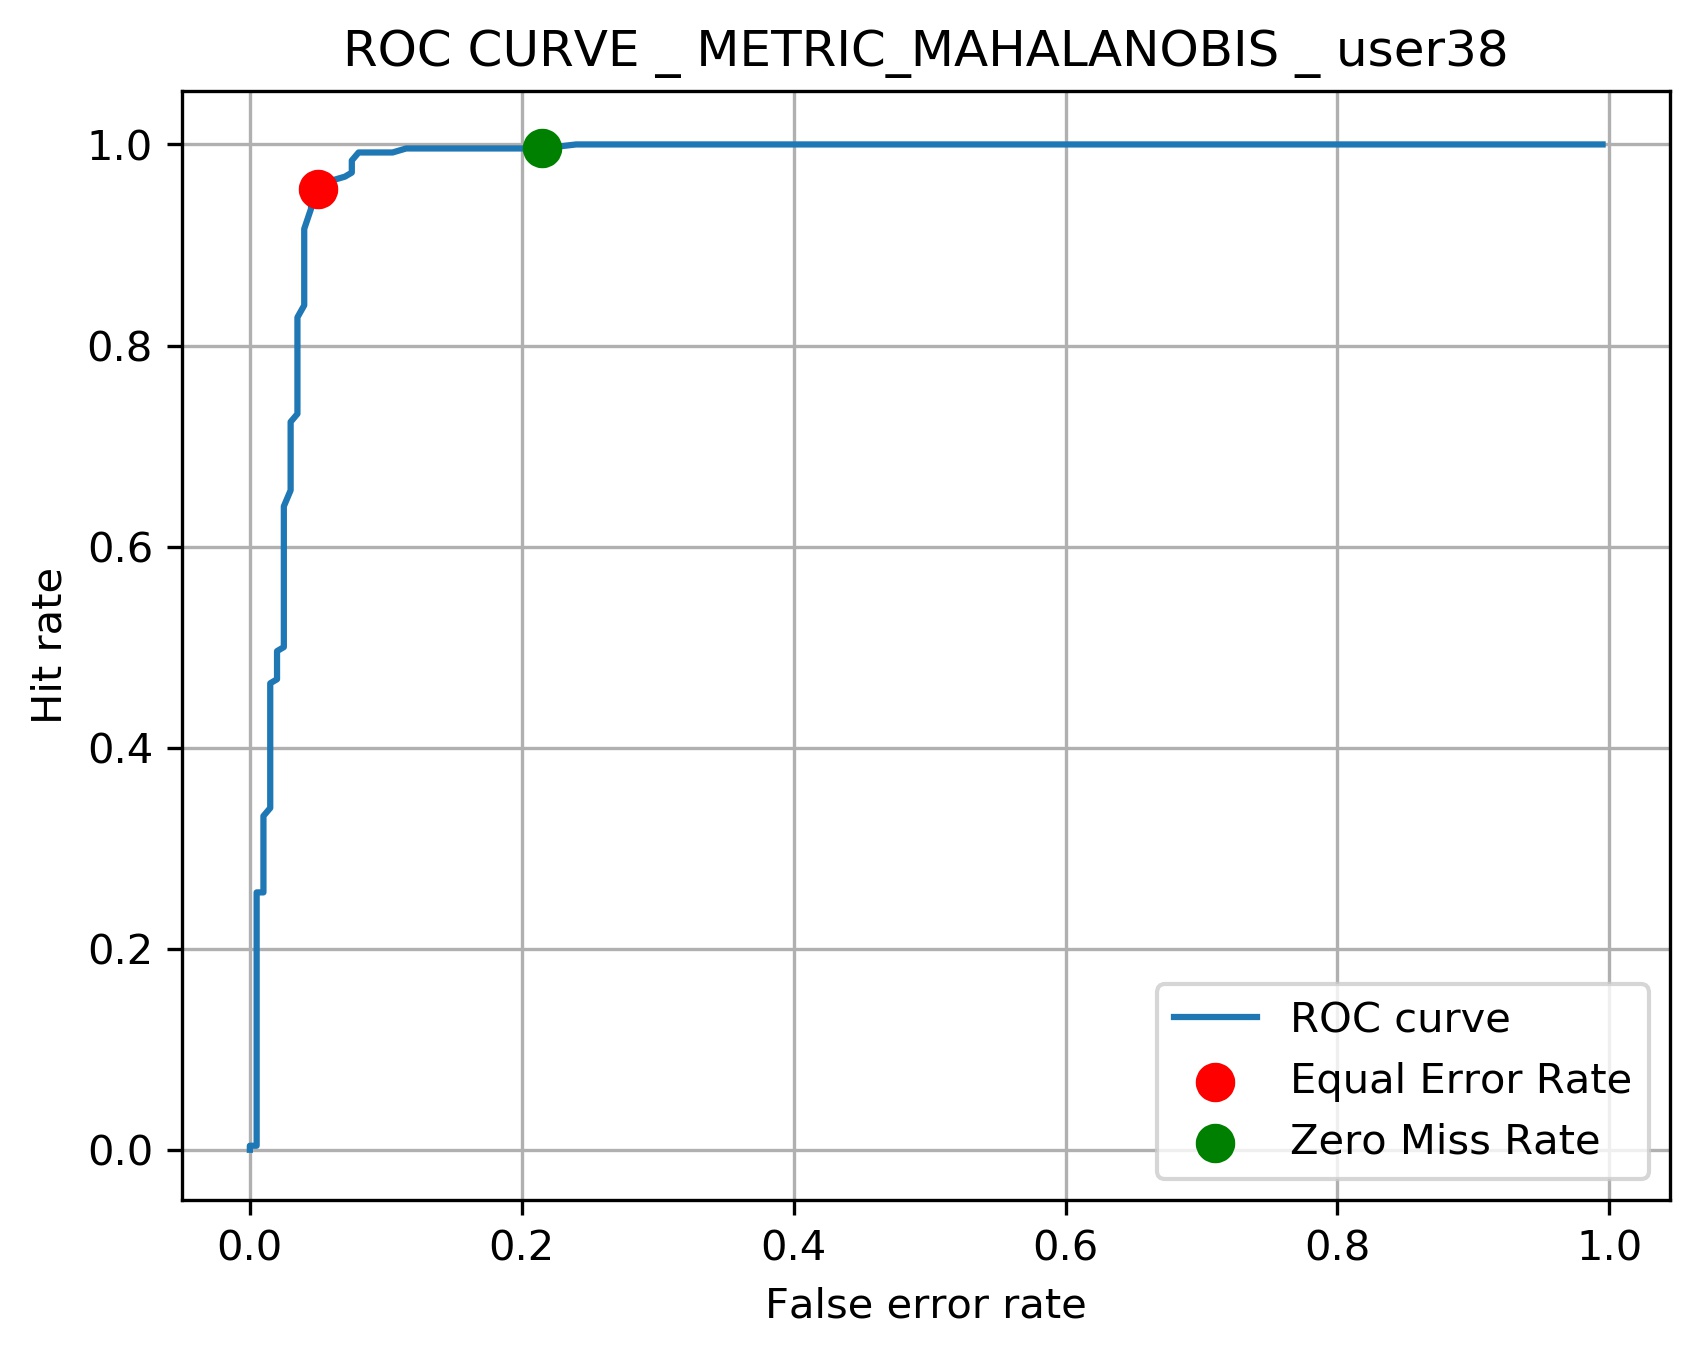 ROC CURVE _ METRIC_MAHALANOBIS _ user38
1.0
0.8
0.6
0.4
0.2
0.0
Hit rate
ROC curve
Equal Error Rate
Zero Miss Rate
0.0 0.2 0.4 0.6 0.8 1.0
False error rate